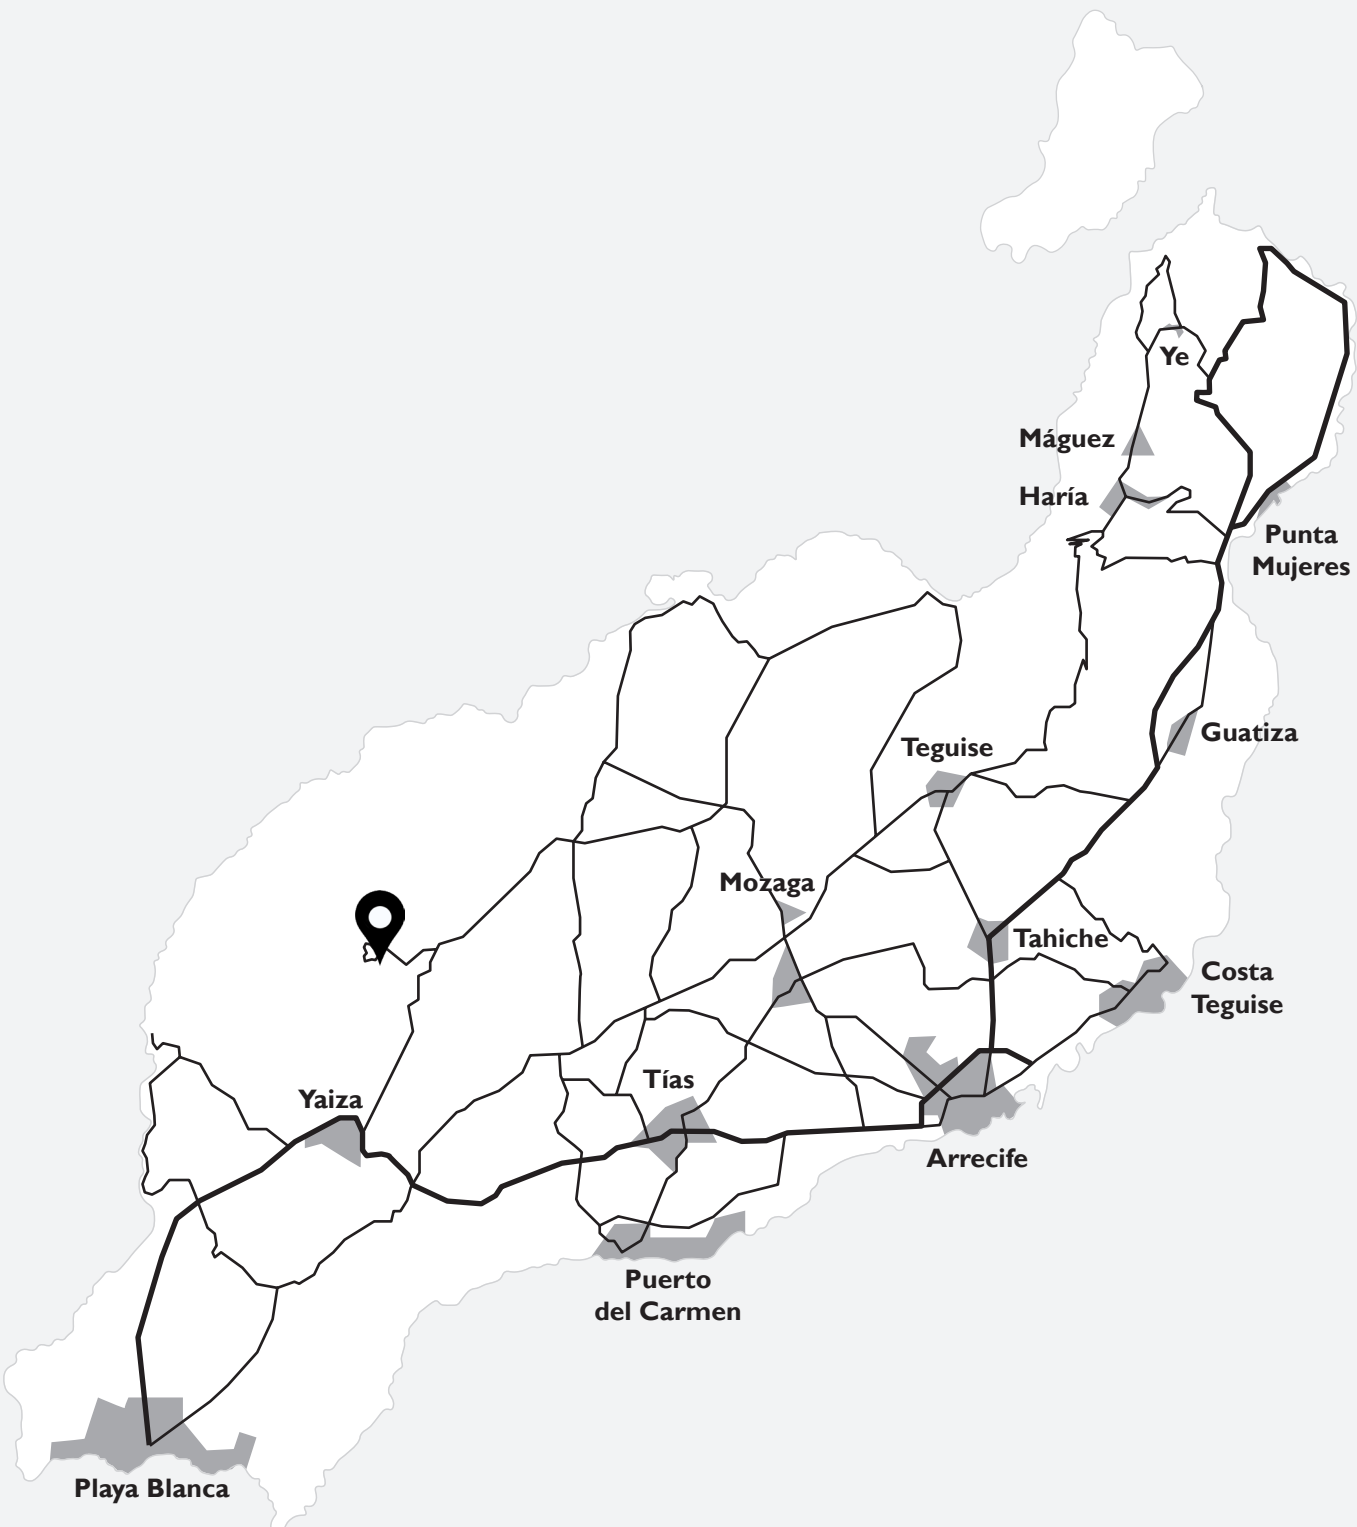 Ye
Máguez
Haría
Punta
Mujeres
Guatiza
Teguise
Mozaga
Tahiche
Costa
Teguise
Yaiza
Tías
Arrecife
Puerto
del Carmen
Playa Blanca